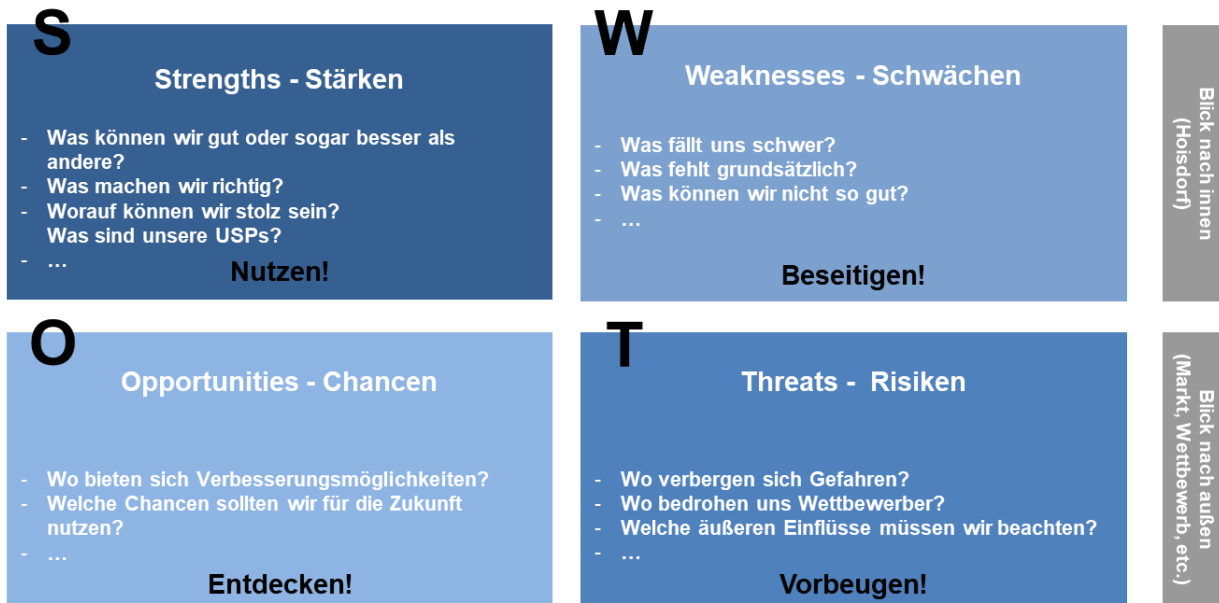 S
Strengths - Stärken
- Was können wir gut oder sogar besser als
andere?
- Was machen wir richtig?
- Worauf können wir stolz sein?
Was sind unsere USPs?
- …
Nutzen!
W
Weaknesses - Schwächen
- Was fällt uns schwer?
- Was fehlt grundsätzlich?
- Was können wir nicht so gut?
- …
Beseitigen!
Blick nach innen
(Hoisdorf)
O
Opportunities - Chancen
- Wo bieten sich Verbesserungsmöglichkeiten?
- Welche Chancen sollten wir für die Zukunft
nutzen?
- …
Entdecken!
T
Threats - Risiken
- Wo verbergen sich Gefahren?
- Wo bedrohen uns Wettbewerber?
- Welche äußeren Einflüsse müssen wir beachten?
- …
Vorbeugen!
Blick nach außen
(Markt, Wettbewerb, etc.)